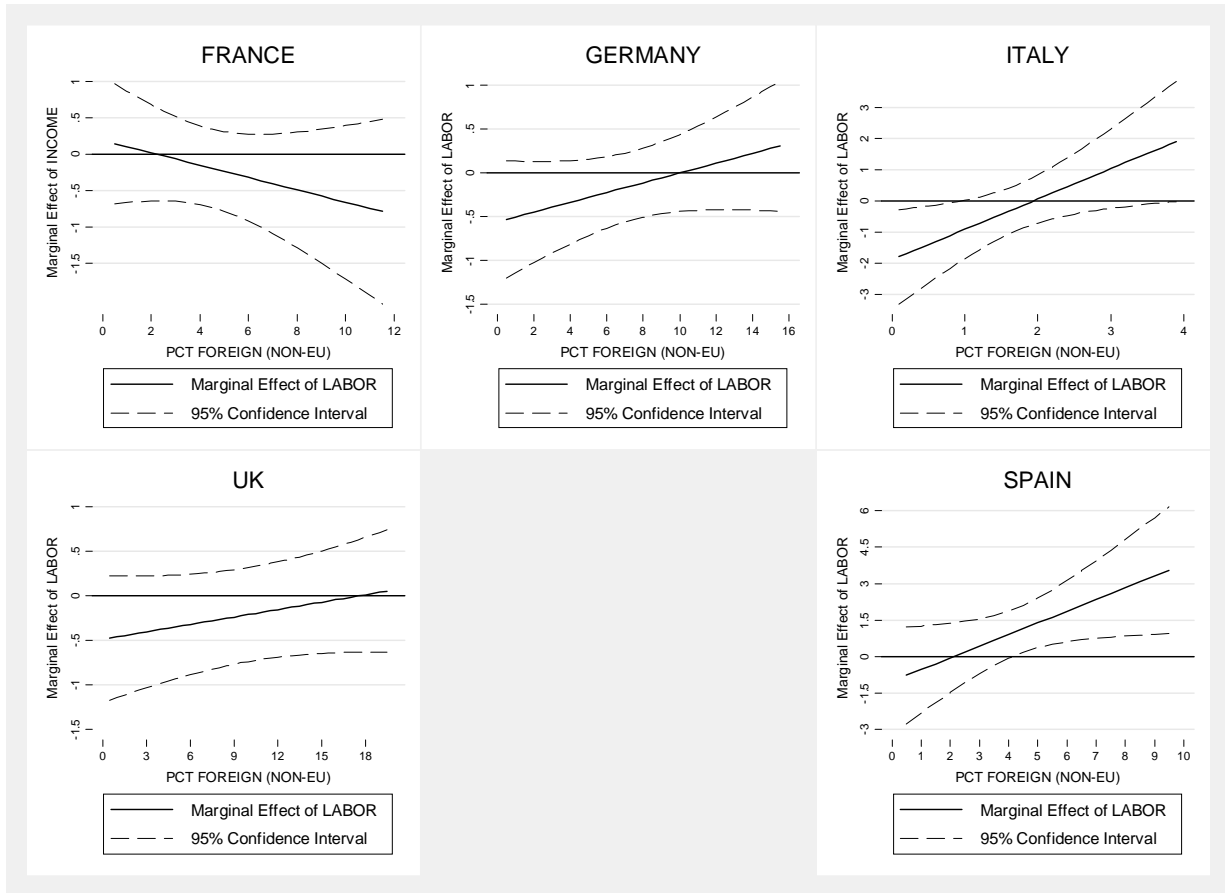 FRANCE
Marginal Effect of INCOME
1
.5
0
-.5
-1
-1.5
0 2 4 6 8 10 12
PCT FOREIGN (NON-EU)
Marginal Effect of LABOR
95% Confidence Interval
GERMANY
Marginal Effect of LABOR
1
.5
0
-.5
-1
-1.5
0 2 4 6 8 10 12 14 16
PCT FOREIGN (NON-EU)
Marginal Effect of LABOR
95% Confidence Interval
ITALY
Marginal Effect of LABOR
3
2
1
0
-1
-2
-3
0 1 2 3 4
PCT FOREIGN (NON-EU)
Marginal Effect of LABOR
95% Confidence Interval
UK
Marginal Effect of LABOR
1
.5
0
-.5
-1
-1.5
0 3 6 9 12 15 18
PCT FOREIGN (NON-EU)
Marginal Effect of LABOR
95% Confidence Interval
SPAIN
Marginal Effect of LABOR
6
4.5
3
1.5
0
-1.5
-3
0 1 2 3 4 5 6 7 8 9 10
PCT FOREIGN (NON-EU)
Marginal Effect of LABOR
95% Confidence Interval